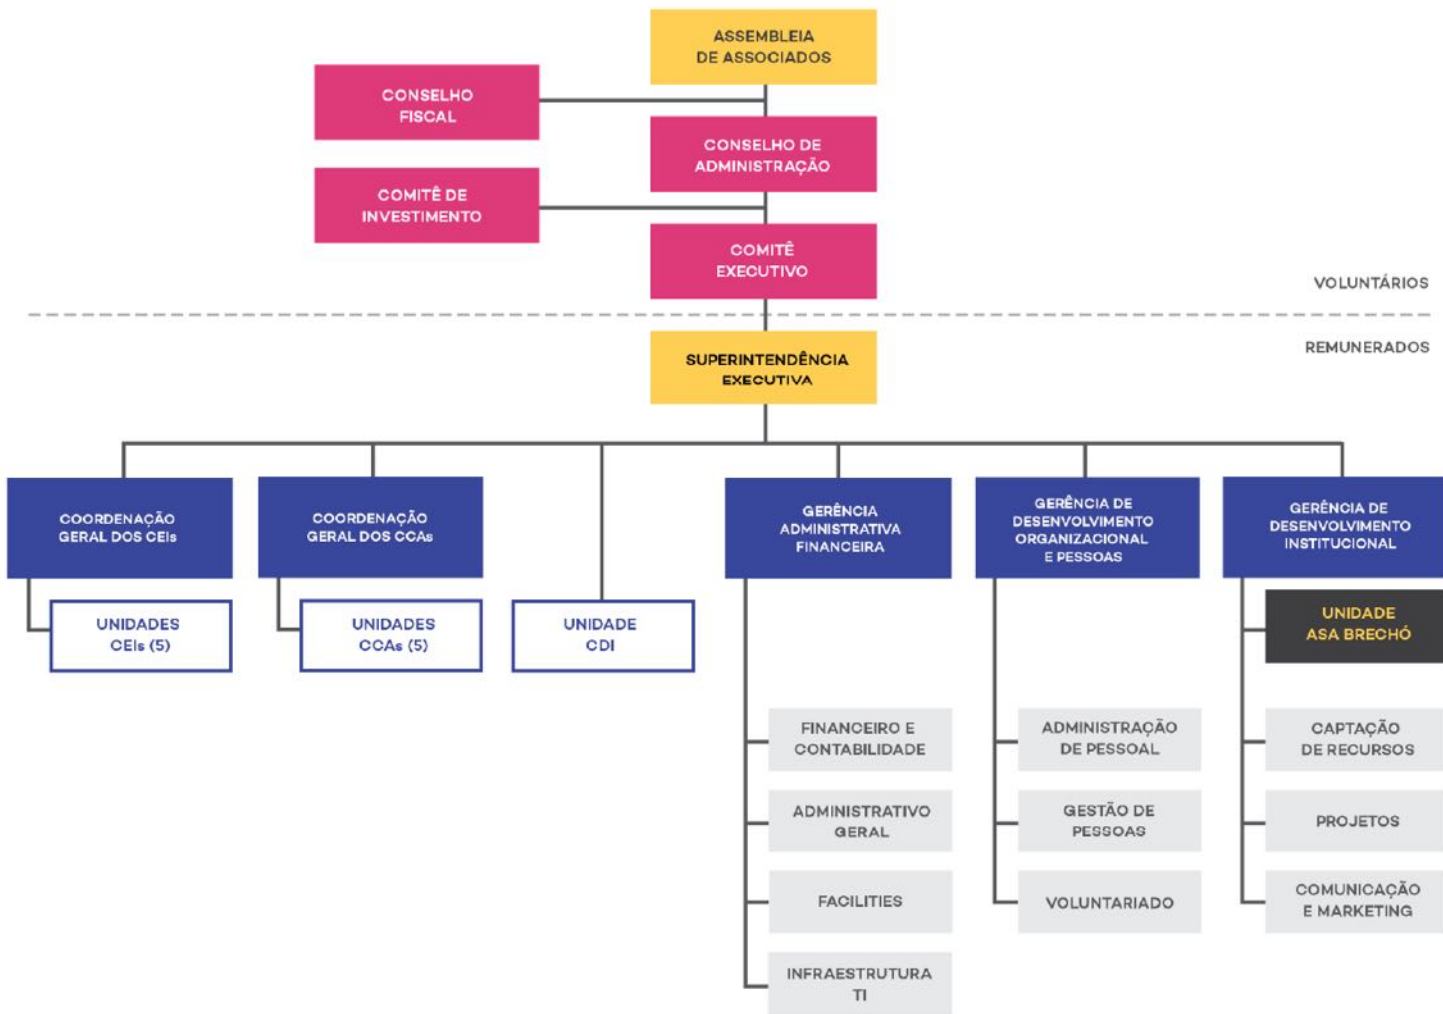 ASSEMBLEIA
DE ASSOCIADOS
CONSELHO
FISCAL
CONSELHO DE
ADMINISTRAÇÃO
COMITÊ DE
INVESTIMENTO
COMITÊ
EXECUTIVO
VOLUNTÁRIOS
REMUNERADOS
SUPERINTENDÊNCIA
EXECUTIVA
COORDENAÇÃO
GERAL DOS CEIs
UNIDADES
CEIs (5)
COORDENAÇÃO
GERAL DOS CCAs
UNIDADES
CCAs (5)
UNIDADE
CDI
GERÊNCIA
ADMINISTRATIVA
FINANCEIRA
FINANCEIRO E
CONTABILIDADE
ADMINISTRATIVO
GERAL
FACILITIES
INFRAESTRUTURA
TI
GERÊNCIA DE
DESENVOLVIMENTO
ORGANIZACIONAL
E PESSOAS
ADMINISTRAÇÃO
DE PESSOAL
GESTÃO DE
PESSOAS
VOLUNTARIADO
GERÊNCIA DE
DESENVOLVIMENTO
INSTITUCIONAL
UNIDADE
ASA BRECHÓ
CAPTAÇÃO
DE RECURSOS
PROJETOS
COMUNICAÇÃO
E MARKETING